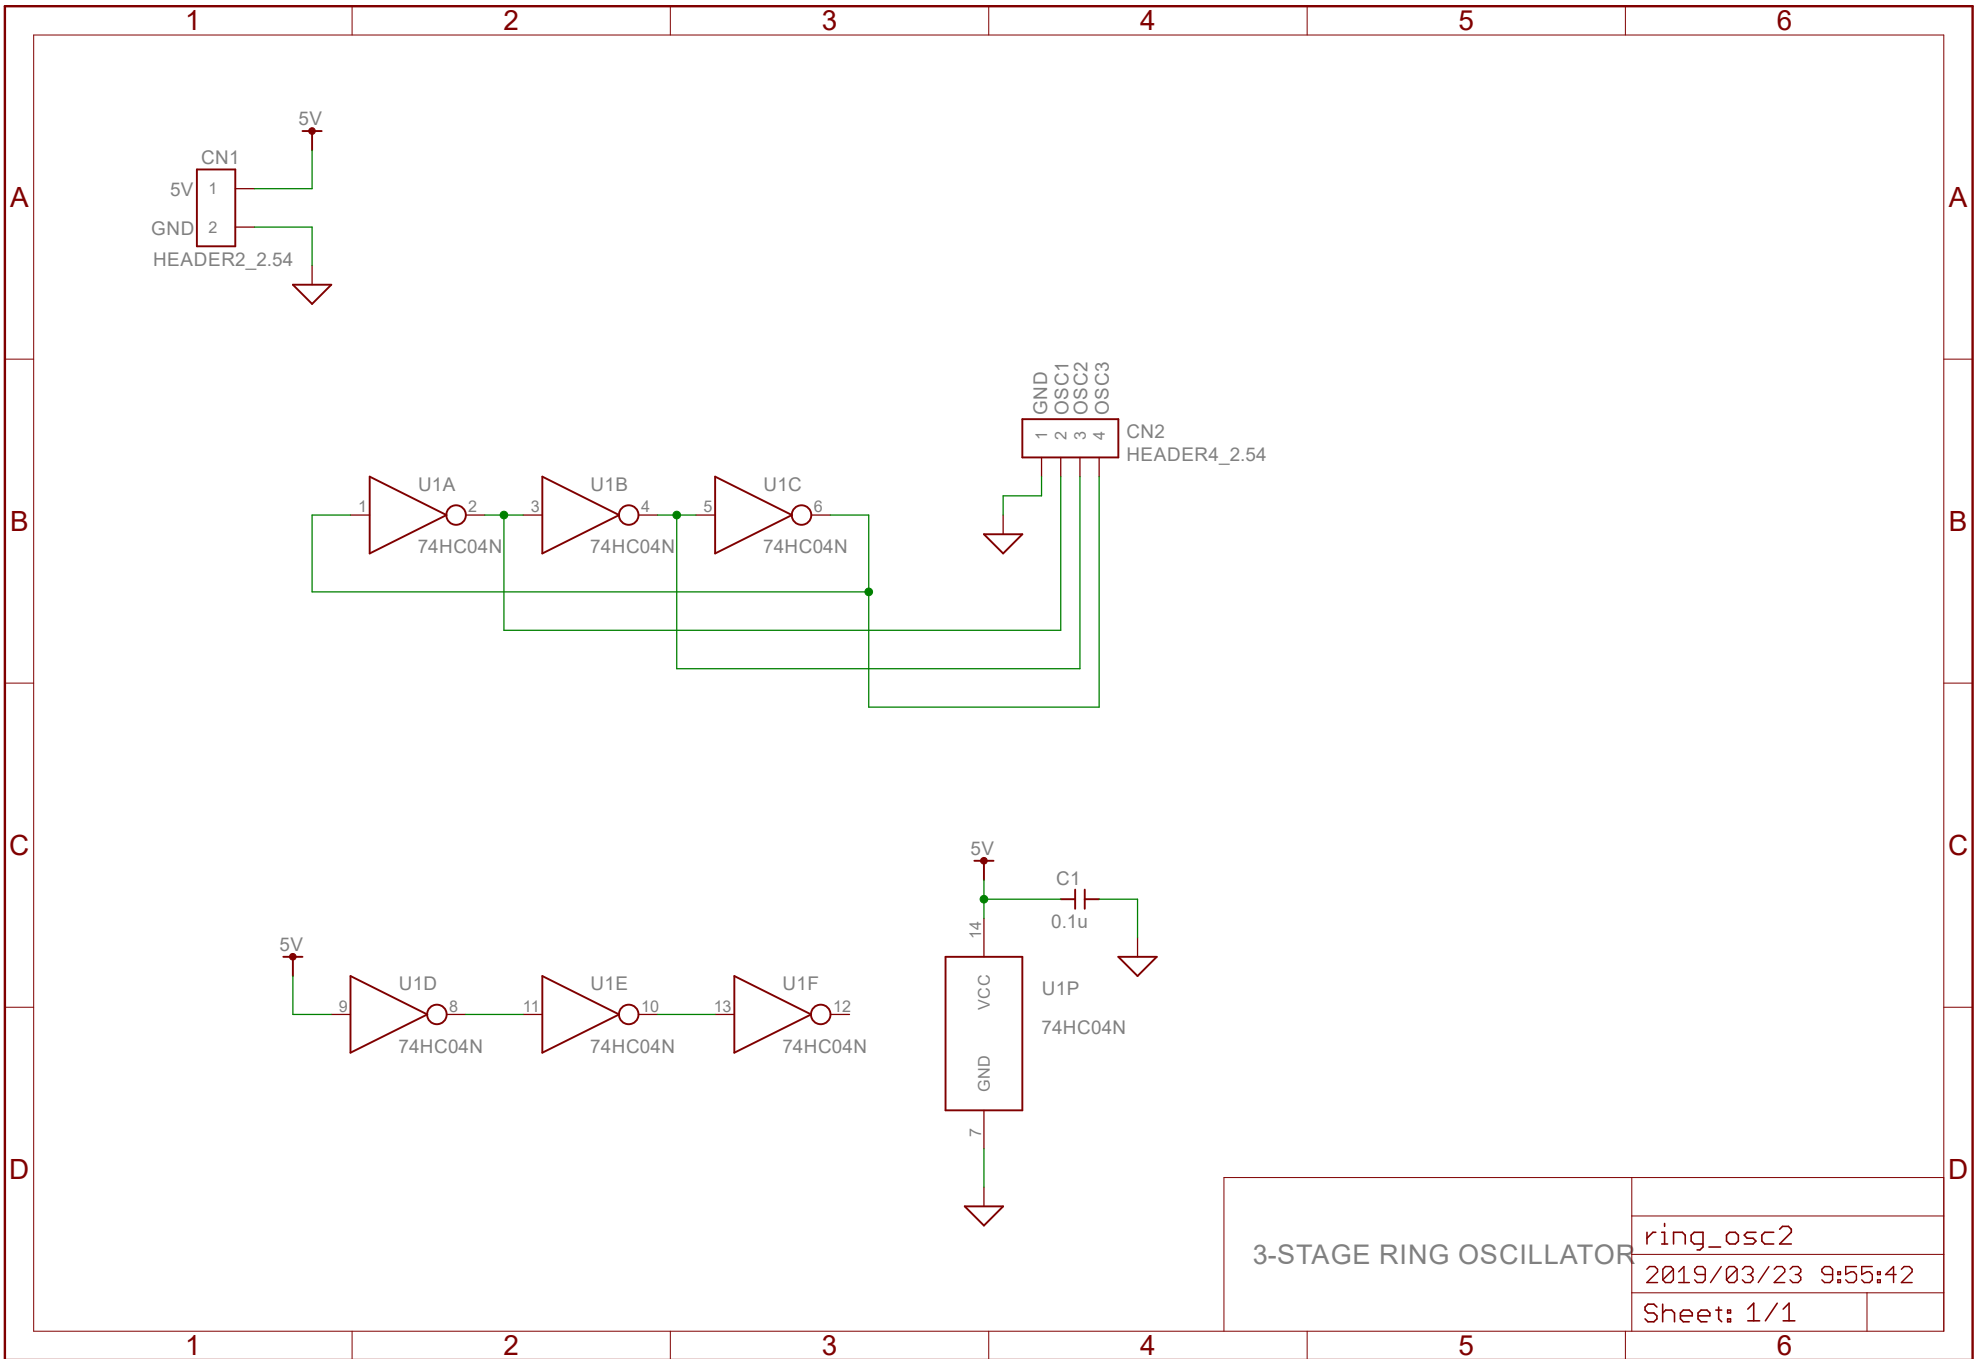 1 2 3 4 5 6
5V
CN1
A A
5V 1
GND 2
HEADER2_2.54
GND
OSC1
OSC2
OSC3
1 2 3 4
CN2
HEADER4_2.54
U1A U1B U1C
1 2 3 4 5 6
B B
74HC04N 74HC04N 74HC04N
C C
5V
C1
0.1u
14
5V
U1D U1E U1F
VCC
U1P
9 8 11 10 13 12
74HC04N
74HC04N 74HC04N 74HC04N
GND
7
D D
3-STAGE RING OSCILLATOR
ring_osc2
2019/03/23 9:55:42
Sheet: 1/1
1 2 3 4 5 6